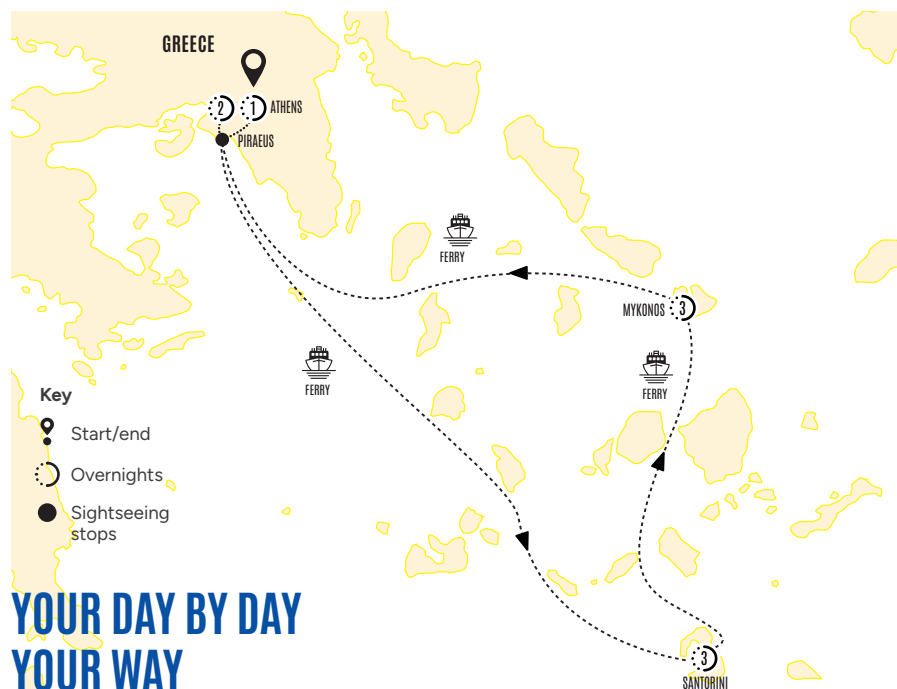 GREECE
2
1
ATHENS
PIRAEUS
FERRY
MYKONOS
3
FERRY
FERRY
Key
Start/end
Overnights
Sightseeing
stops
YOUR DAY BY DAY
YOUR WAY
3
SANTORINI